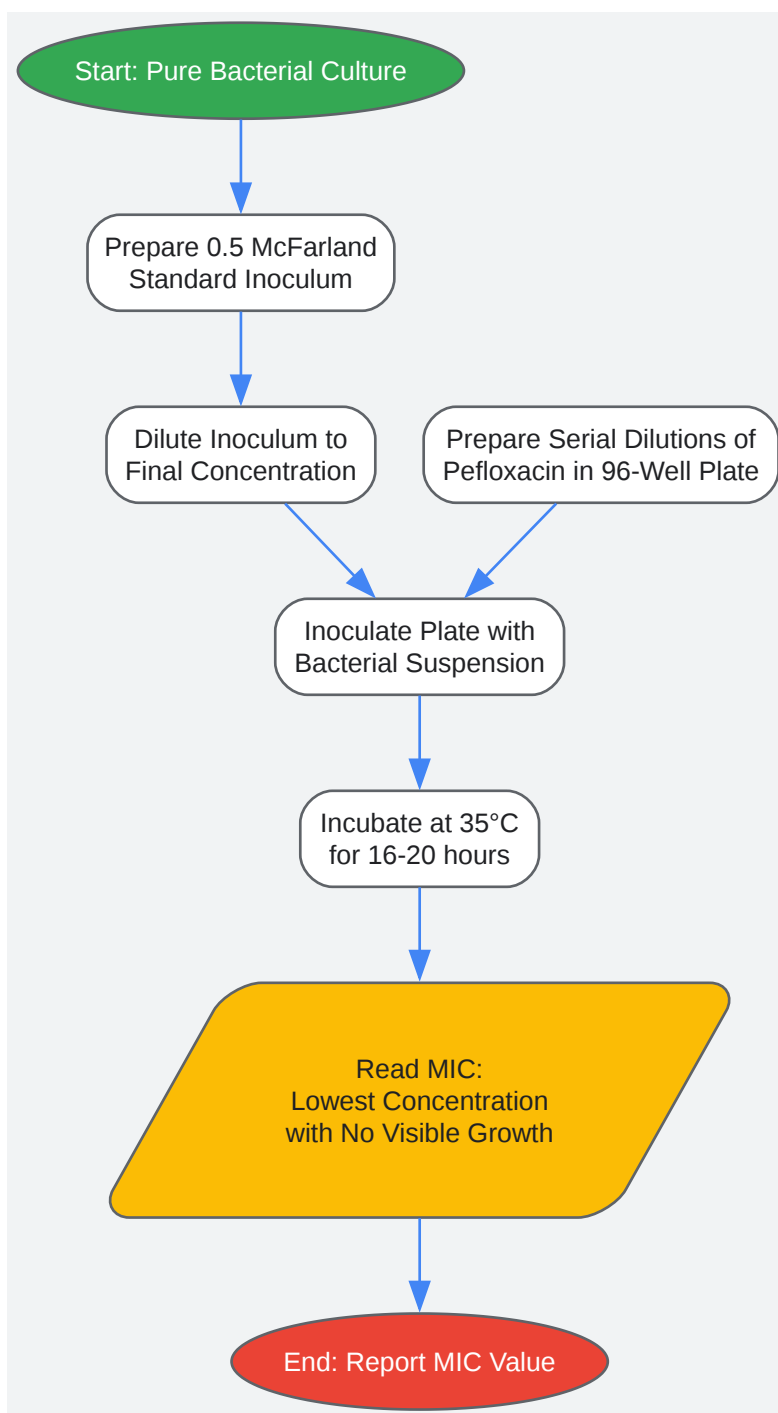 Start: Pure Bacterial Culture
Prepare 0.5 McFarland
Standard Inoculum
Dilute Inoculum to
Final Concentration
Prepare Serial Dilutions of
Pefloxacin in 96-Well Plate
Inoculate Plate with
Bacterial Suspension
Incubate at 35°C
for 16-20 hours
Read MIC:
Lowest Concentration
with No Visible Growth
End: Report MIC Value